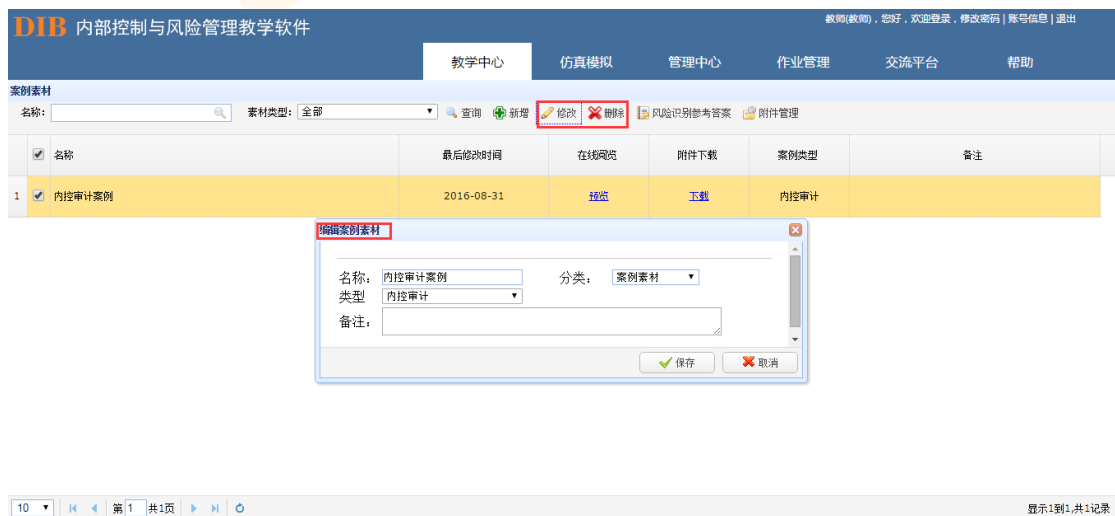 教师(教师)，您好，欢迎登录，修改密码 | 账号信息 | 退出
DIB 内部控制与风险管理教学软件
教学中心 仿真模拟 管理中心 作业管理 交流平台 帮助
案例素材
名称： 素材类型： 全部 查询 新增 修改 删除 风险识别参考答案 附件管理
名称 最后修改时间 在线阅览 附件下载 案例类型 备注
1 内控审计案例 2016-08-31 预览 下载 内控审计
编辑案例素材
名称： 内控审计案例 分类： 案例素材
类型 内控审计
备注：
保存 取消
10 第 1 共1页 显示1到1,共1记录